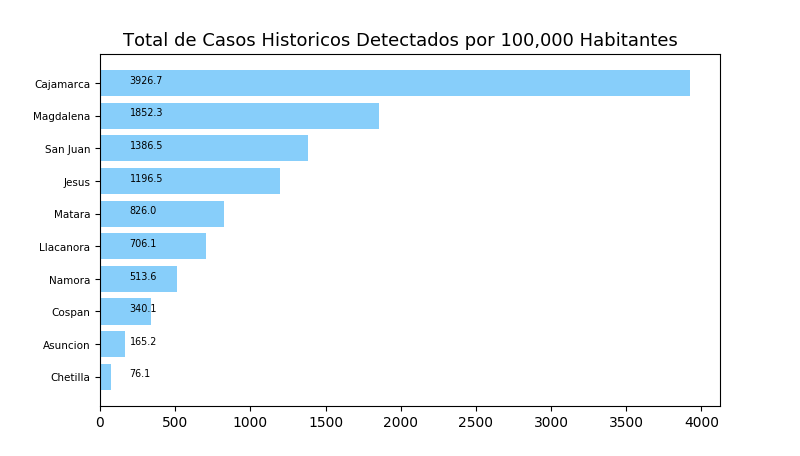 Total de Casos Historicos Detectados por 100,000 Habitantes
Cajamarca 3926.7
Magdalena 1852.3
San Juan 1386.5
Jesus 1196.5
Matara 826.0
Llacanora 706.1
Namora 513.6
Cospan 340.1
Asuncion 165.2
Chetilla 76.1
0 500 1000 1500 2000 2500 3000 3500 4000